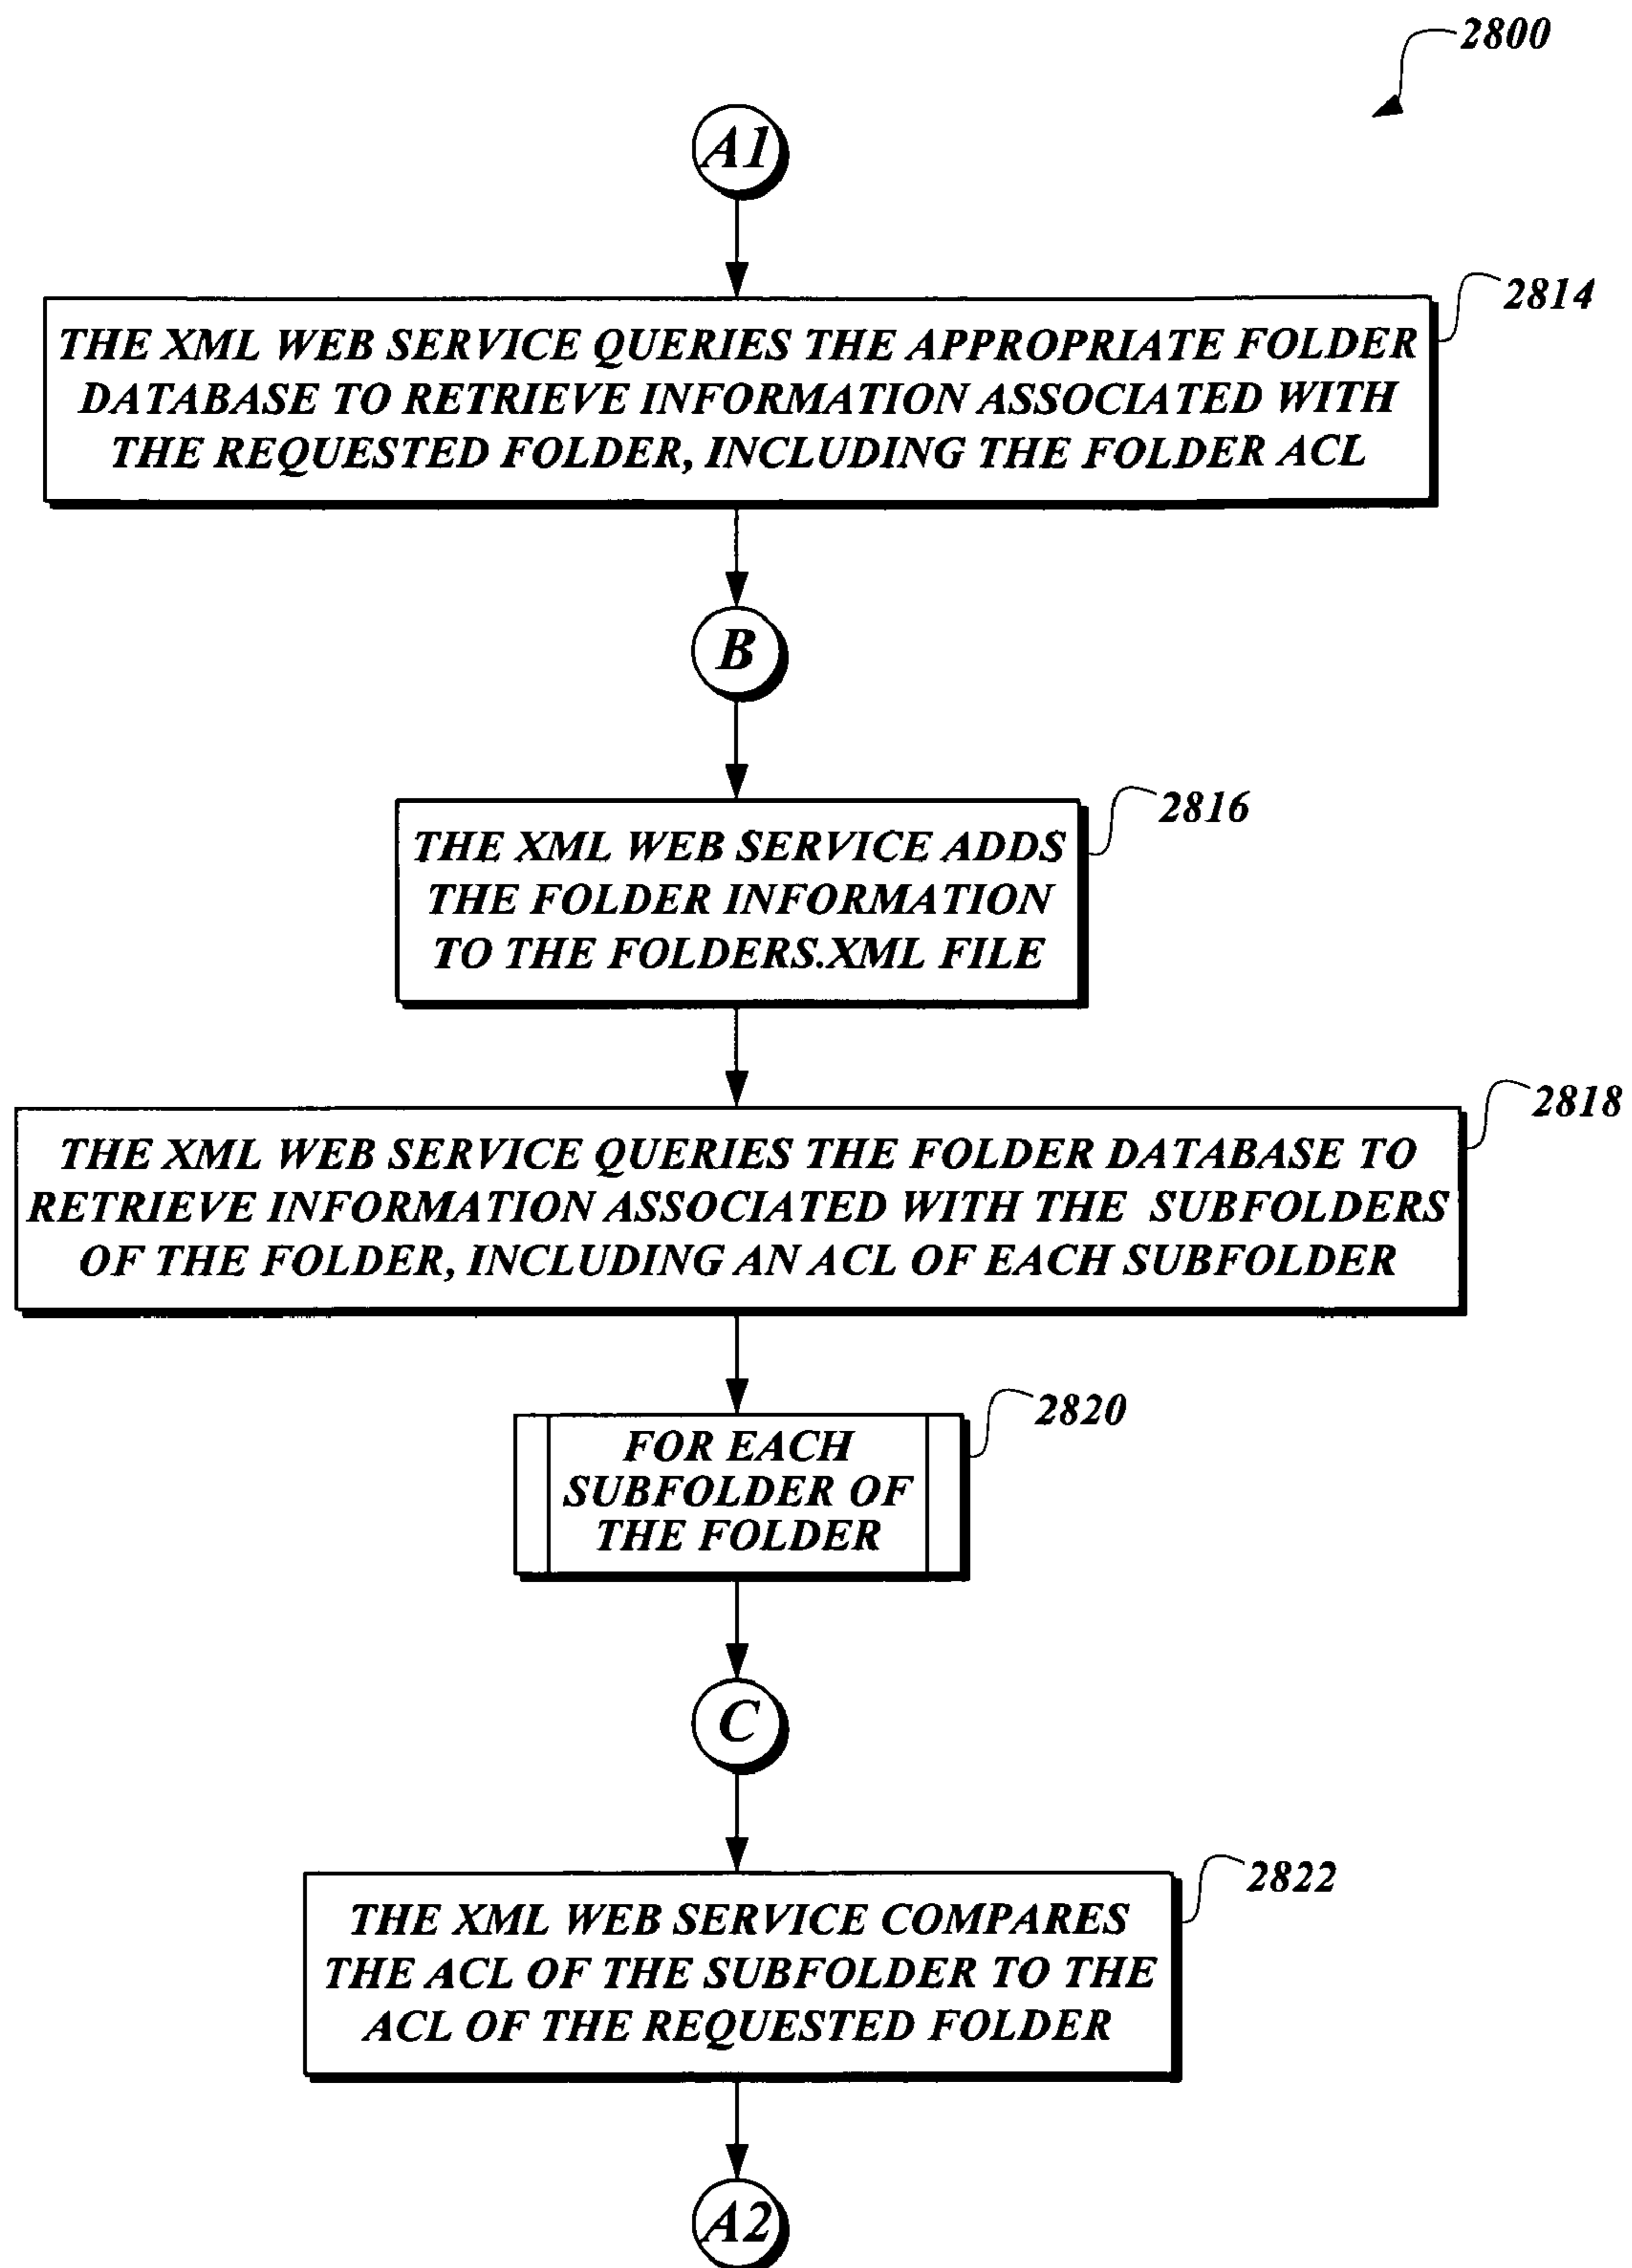 2800
A1
2814
THE XML WEB SERVICE QUERIES THE APPROPRIATE FOLDER
DATABASE TO RETRIEVE INFORMATION ASSOCIATED WITH
THE REQUESTED FOLDER, INCLUDING THE FOLDER ACL
B
2816
THE XML WEB SERVICE ADDS
THE FOLDER INFORMATION
TO THE FOLDERS.XML FILE
2818
THE XML WEB SERVICE QUERIES THE FOLDER DATABASE TO
RETRIEVE INFORMATION ASSOCIATED WITH THE SUBFOLDERS
OF THE FOLDER, INCLUDING AN ACL OF EACH SUBFOLDER
2820
FOR EACH
SUBFOLDER OF
THE FOLDER
C
2822
THE XML WEB SERVICE COMPARES
THE ACL OF THE SUBFOLDER TO THE
ACL OF THE REQUESTED FOLDER
A2